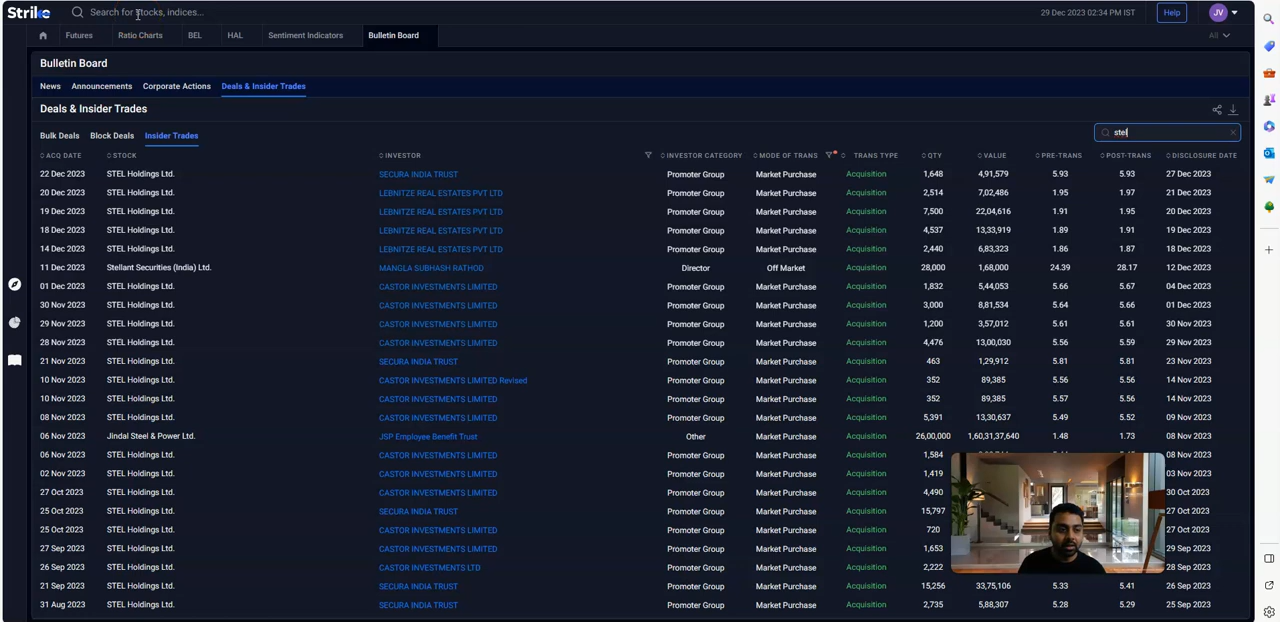 Strike Search for stocks, indices... 29 Dec 2023 02:34 PM IST Help JV
Futures Ratio Charts BEL HAL Sentiment Indicators Bulletin Board All
Bulletin Board
News Announcements Corporate Actions Deals & Insider Trades
Deals & Insider Trades
Bulk Deals Block Deals Insider Trades stel
ACQ DATE STOCK INVESTOR INVESTOR CATEGORY MODE OF TRANS TRANS TYPE QTY VALUE PRE-TRANS POST-TRANS DISCLOSURE DATE
22 Dec 2023 STEL Holdings Ltd. SECURA INDIA TRUST Promoter Group Market Purchase Acquisition 1,648 4,91,579 5.93 5.93 27 Dec 2023
20 Dec 2023 STEL Holdings Ltd. LEBNITZE REAL ESTATES PVT LTD Promoter Group Market Purchase Acquisition 2,514 7,02,486 1.95 1.97 21 Dec 2023
19 Dec 2023 STEL Holdings Ltd. LEBNITZE REAL ESTATES PVT LTD Promoter Group Market Purchase Acquisition 7,500 22,04,616 1.91 1.95 20 Dec 2023
18 Dec 2023 STEL Holdings Ltd. LEBNITZE REAL ESTATES PVT LTD Promoter Group Market Purchase Acquisition 4,537 13,33,919 1.89 1.91 19 Dec 2023
14 Dec 2023 STEL Holdings Ltd. LEBNITZE REAL ESTATES PVT LTD Promoter Group Market Purchase Acquisition 2,440 6,83,323 1.86 1.87 18 Dec 2023
11 Dec 2023 Stellant Securities (India) Ltd. MANGLA SUBHASH RATHOD Director Off Market Acquisition 28,000 1,68,000 24.39 28.17 12 Dec 2023
01 Dec 2023 STEL Holdings Ltd. CASTOR INVESTMENTS LIMITED Promoter Group Market Purchase Acquisition 1,832 5,44,053 5.66 5.67 04 Dec 2023
30 Nov 2023 STEL Holdings Ltd. CASTOR INVESTMENTS LIMITED Promoter Group Market Purchase Acquisition 3,000 8,81,534 5.64 5.66 01 Dec 2023
29 Nov 2023 STEL Holdings Ltd. CASTOR INVESTMENTS LIMITED Promoter Group Market Purchase Acquisition 1,200 3,57,012 5.61 5.61 30 Nov 2023
28 Nov 2023 STEL Holdings Ltd. CASTOR INVESTMENTS LIMITED Promoter Group Market Purchase Acquisition 4,476 13,00,030 5.56 5.59 29 Nov 2023
21 Nov 2023 STEL Holdings Ltd. SECURA INDIA TRUST Promoter Group Market Purchase Acquisition 463 1,29,912 5.81 5.81 23 Nov 2023
10 Nov 2023 STEL Holdings Ltd. CASTOR INVESTMENTS LIMITED Revised Promoter Group Market Purchase Acquisition 352 89,385 5.56 5.56 14 Nov 2023
10 Nov 2023 STEL Holdings Ltd. CASTOR INVESTMENTS LIMITED Promoter Group Market Purchase Acquisition 352 89,385 5.57 5.56 14 Nov 2023
08 Nov 2023 STEL Holdings Ltd. CASTOR INVESTMENTS LIMITED Promoter Group Market Purchase Acquisition 5,391 13,30,637 5.49 5.52 09 Nov 2023
06 Nov 2023 Jindal Steel & Power Ltd. JSP Employee Benefit Trust Other Market Purchase Acquisition 26,00,000 1,60,31,37,640 1.48 1.73 08 Nov 2023
06 Nov 2023 STEL Holdings Ltd. CASTOR INVESTMENTS LIMITED Promoter Group Market Purchase Acquisition 1,584 08 Nov 2023
02 Nov 2023 STEL Holdings Ltd. CASTOR INVESTMENTS LIMITED Promoter Group Market Purchase Acquisition 1,419 03 Nov 2023
27 Oct 2023 STEL Holdings Ltd. CASTOR INVESTMENTS LIMITED Promoter Group Market Purchase Acquisition 4,490 30 Oct 2023
25 Oct 2023 STEL Holdings Ltd. SECURA INDIA TRUST Promoter Group Market Purchase Acquisition 15,797 27 Oct 2023
25 Oct 2023 STEL Holdings Ltd. CASTOR INVESTMENTS LIMITED Promoter Group Market Purchase Acquisition 720 27 Oct 2023
27 Sep 2023 STEL Holdings Ltd. CASTOR INVESTMENTS LIMITED Promoter Group Market Purchase Acquisition 1,653 29 Sep 2023
26 Sep 2023 STEL Holdings Ltd. CASTOR INVESTMENTS LTD Promoter Group Market Purchase Acquisition 2,222 28 Sep 2023
21 Sep 2023 STEL Holdings Ltd. SECURA INDIA TRUST Promoter Group Market Purchase Acquisition 15,256 33,75,106 5.33 5.41 26 Sep 2023
31 Aug 2023 STEL Holdings Ltd. SECURA INDIA TRUST Promoter Group Market Purchase Acquisition 2,735 5,88,307 5.28 5.29 25 Sep 2023